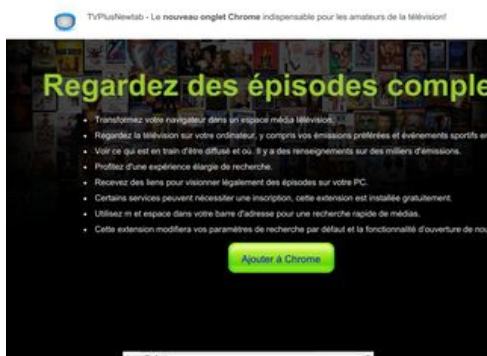 TVPlusNewtab - Le nouveau onglet Chrome indispensable pour les amateurs de la télévision!
Regardez des épisodes comple
Transformez votre navigateur dans un espace média télévision.
Regardez la télévision sur votre ordinateur, y compris vos émissions préférées et événements sportifs en
Voir ce qui est en train d'être diffusé et où. Il y a des renseignements sur des milliers d'émissions.
Profitez d'une expérience élargie de recherche.
Recevez des liens pour visionner légalement des épisodes sur votre PC.
Certains services peuvent nécessiter une inscription, cette extension est installée gratuitement.
Utilisez m et espace dans votre barre d'adresse pour une recherche rapide de médias.
Cette extension modifiera vos paramètres de recherche par défaut et la fonctionnalité d'ouverture de nou
Ajouter à Chrome